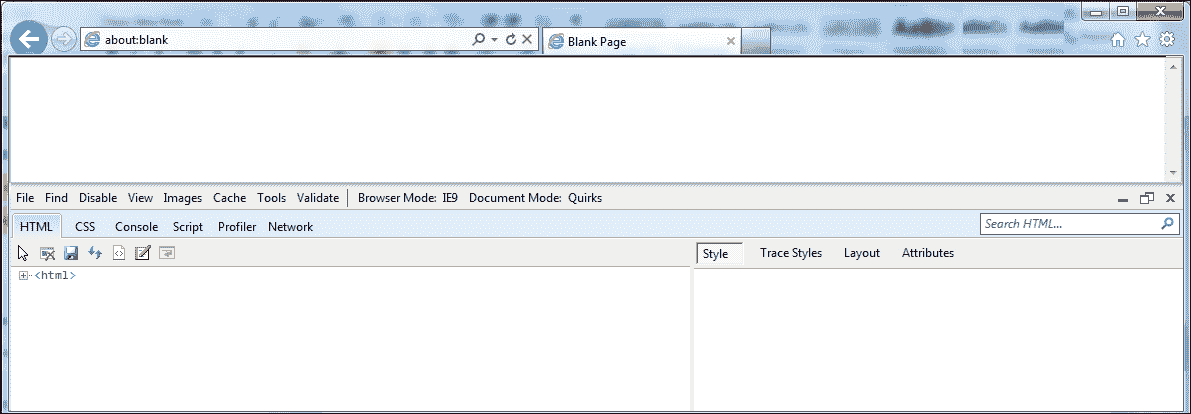 about:blank
Blank Page
File Find Disable View Images Cache Tools Validate Browser Mode: IE9 Document Mode: Quirks
HTML CSS Console Script Profiler Network Search HTML...
Style Trace Styles Layout Attributes
<html>